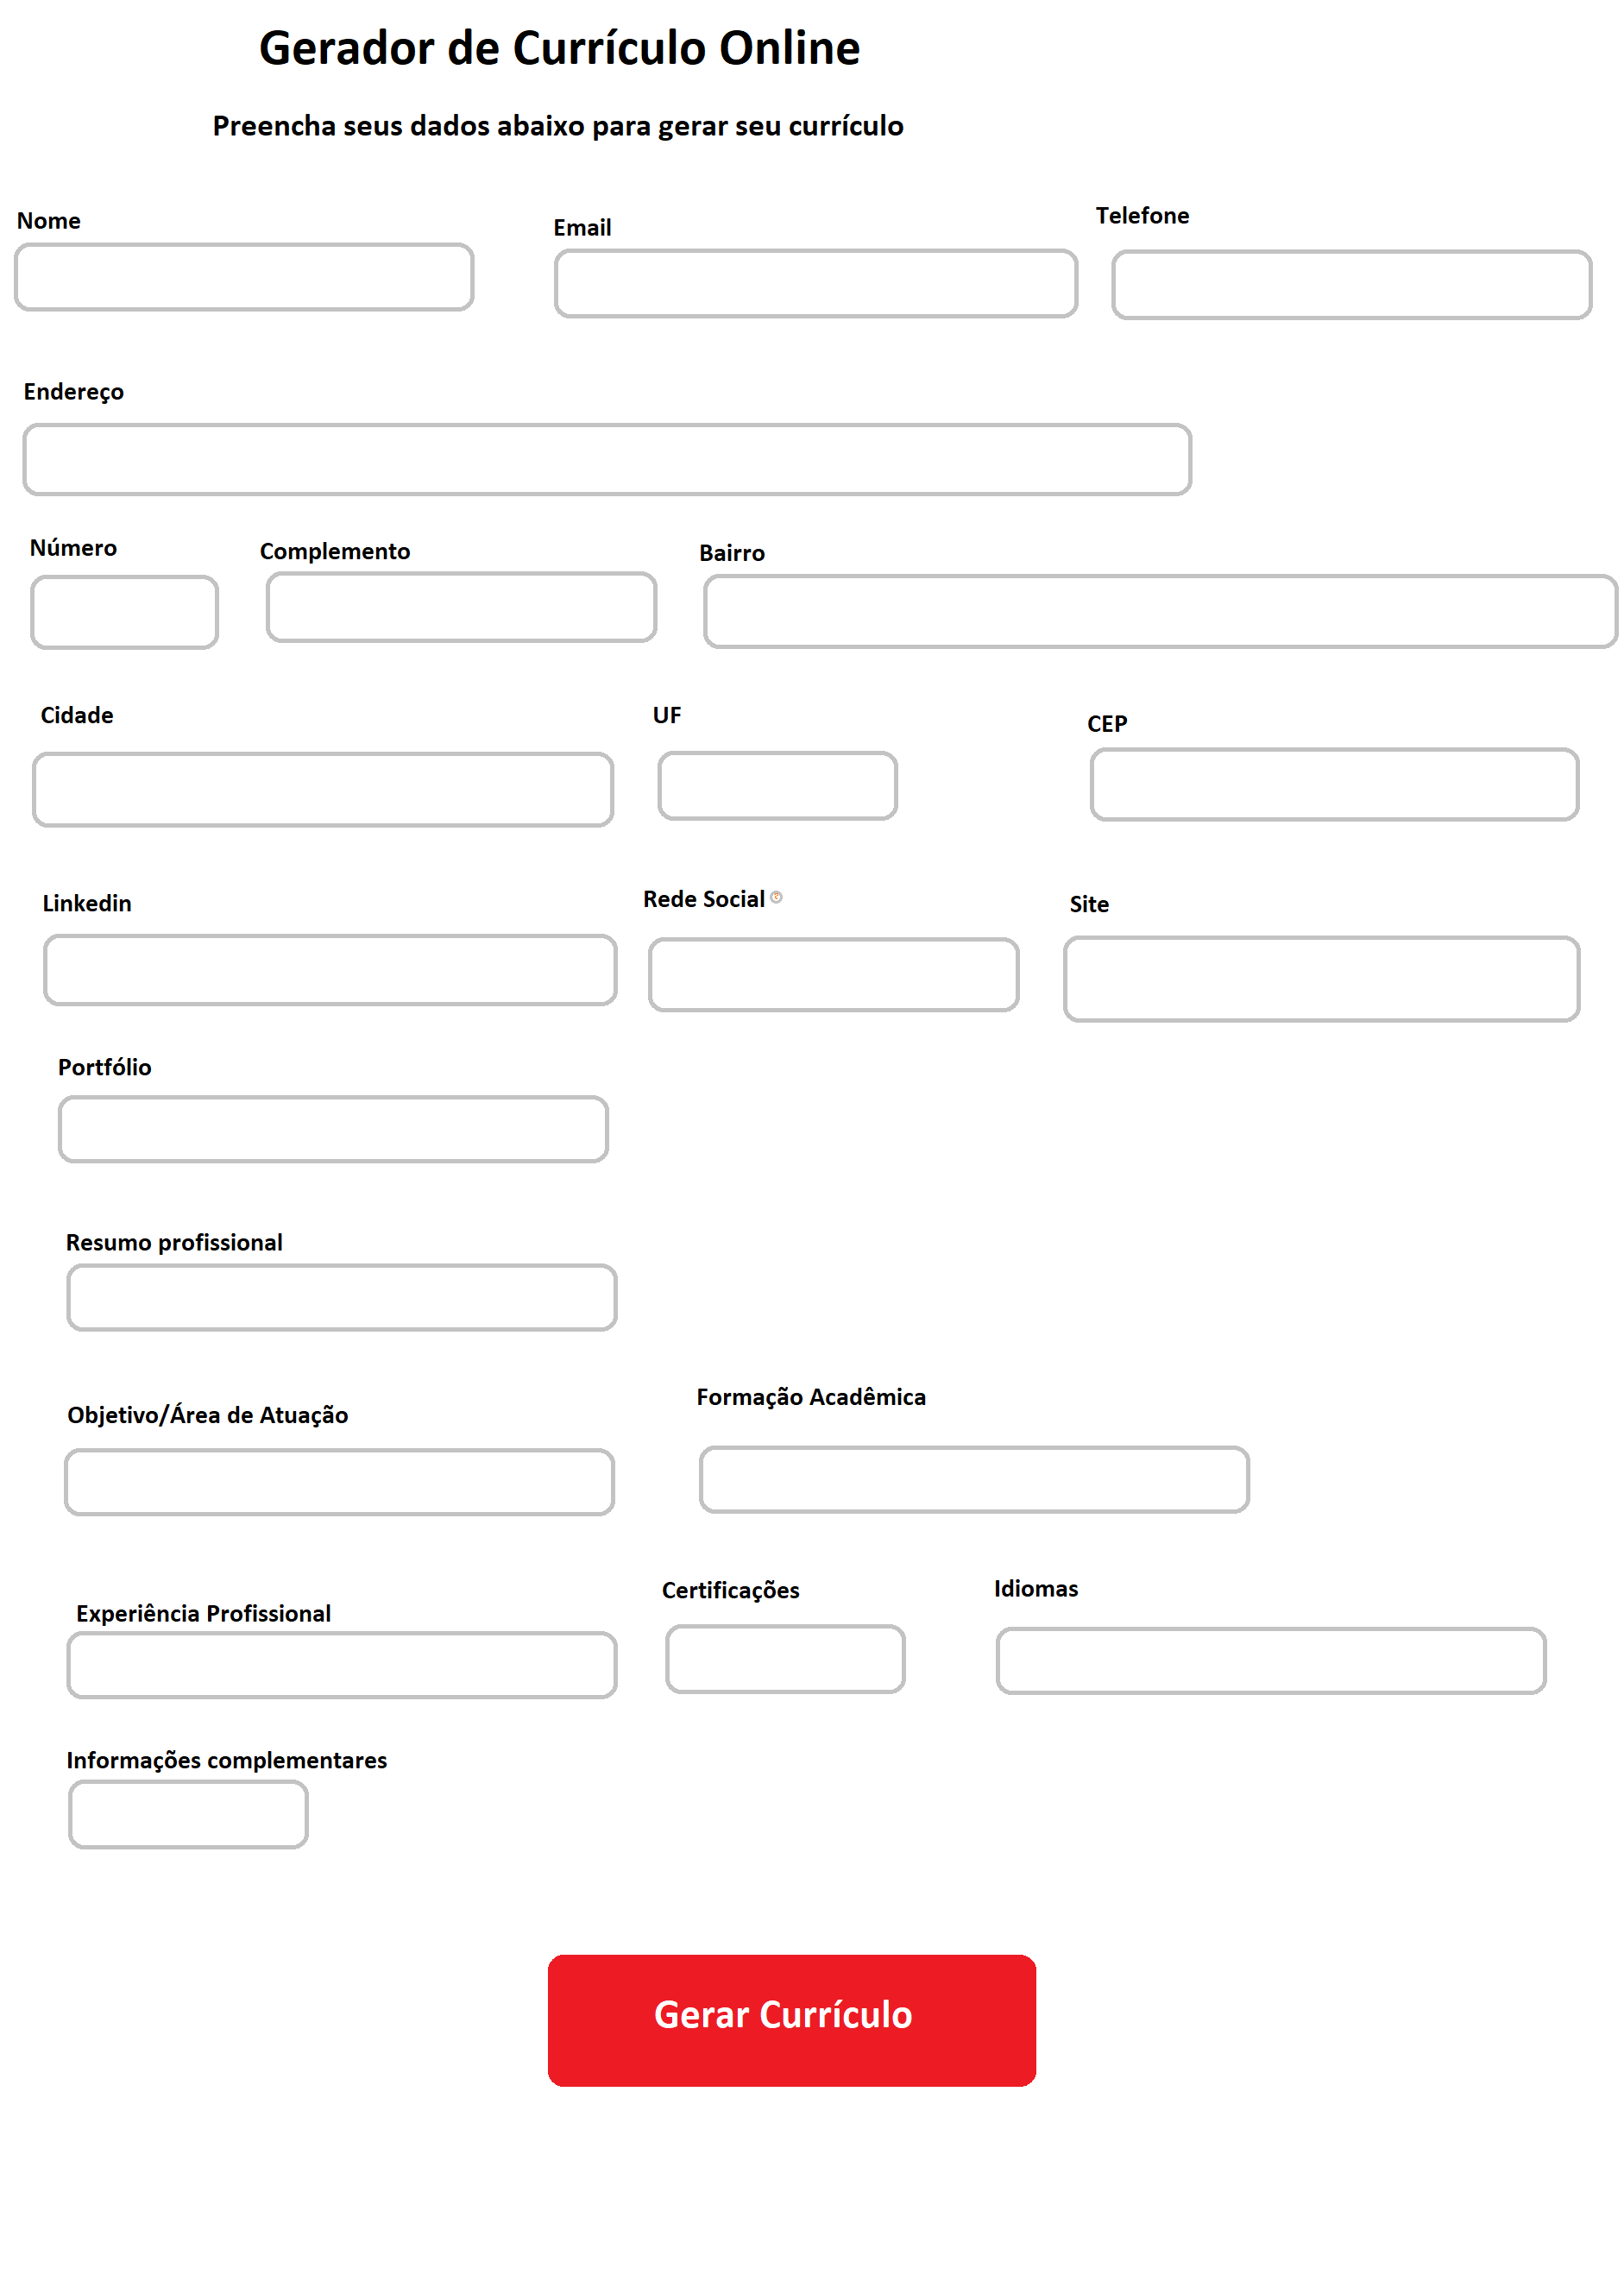 Gerador de Currículo Online
Preencha seus dados abaixo para gerar seu currículo
Nome
Email
Telefone
Endereço
Número
Complemento
Bairro
Cidade
UF
CEP
Linkedin
Rede Social
Site
Portfólio
Resumo profissional
Objetivo/Área de Atuação
Formação Acadêmica
Experiência Profissional
Certificações
Idiomas
Informações complementares
Gerar Currículo